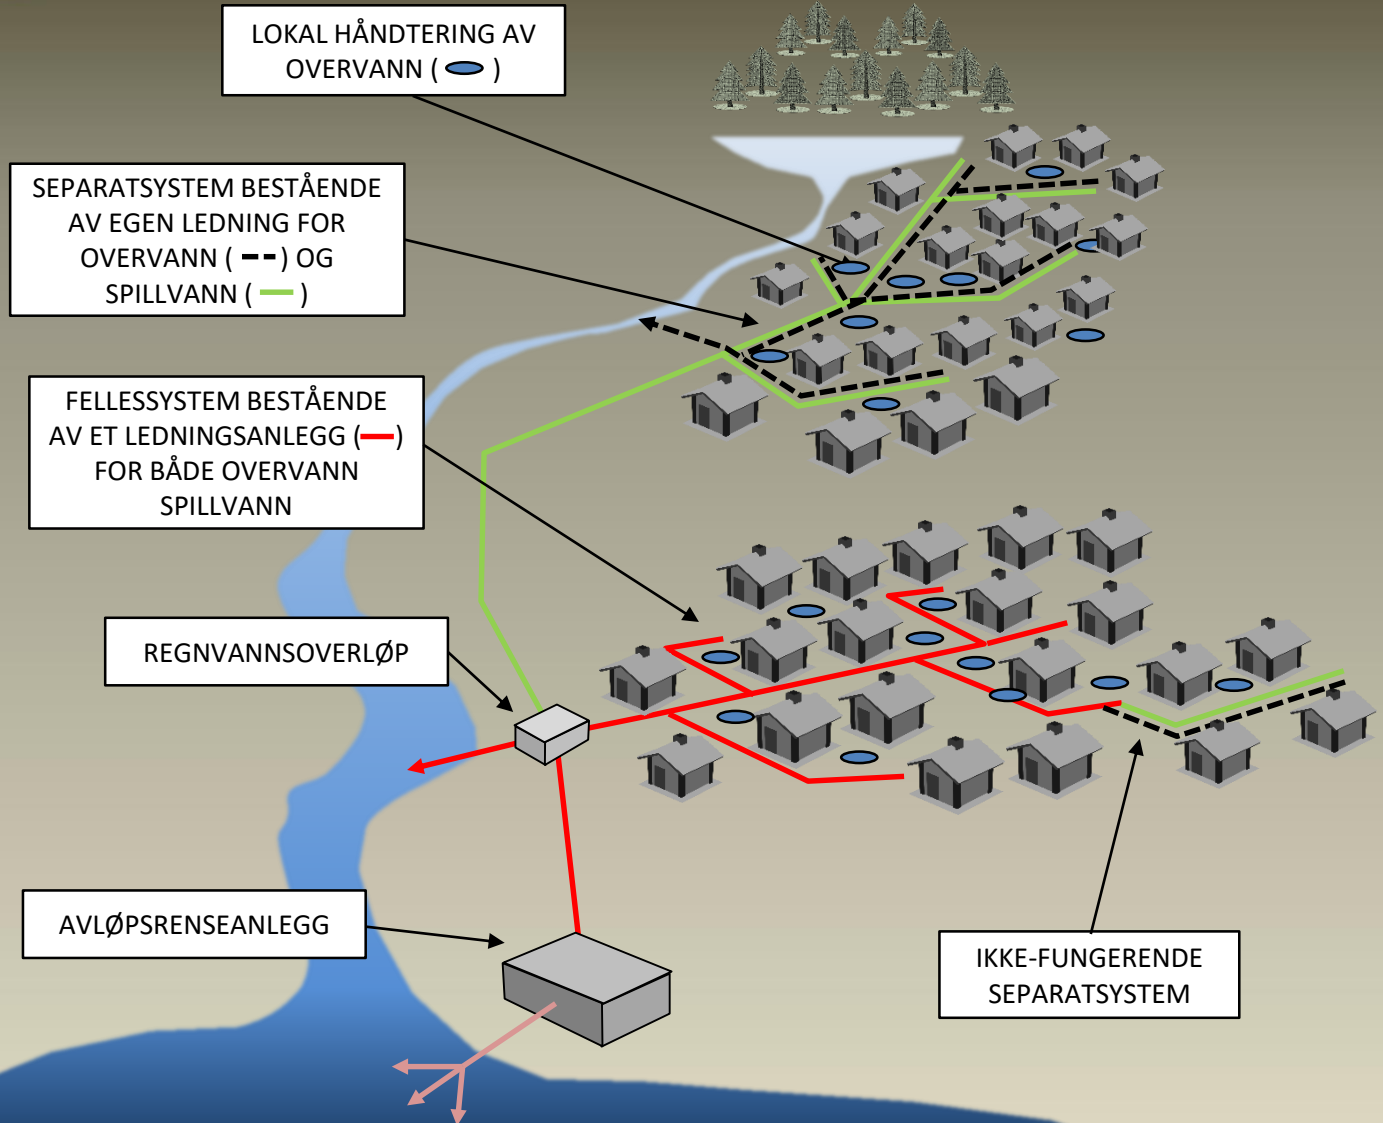 LOKAL HÅNDTERING AV
OVERVANN ( )
SEPARATSYSTEM BESTÅENDE
AV EGEN LEDNING FOR
OVERVANN ( ) OG
SPILLVANN ( )
FELLESSYSTEM BESTÅENDE
AV ET LEDNINGSANLEGG ( )
FOR BÅDE OVERVANN
SPILLVANN
REGNVANNSOVERLØP
AVLØPSRENSEANLEGG
IKKE-FUNGERENDE
SEPARATSYSTEM